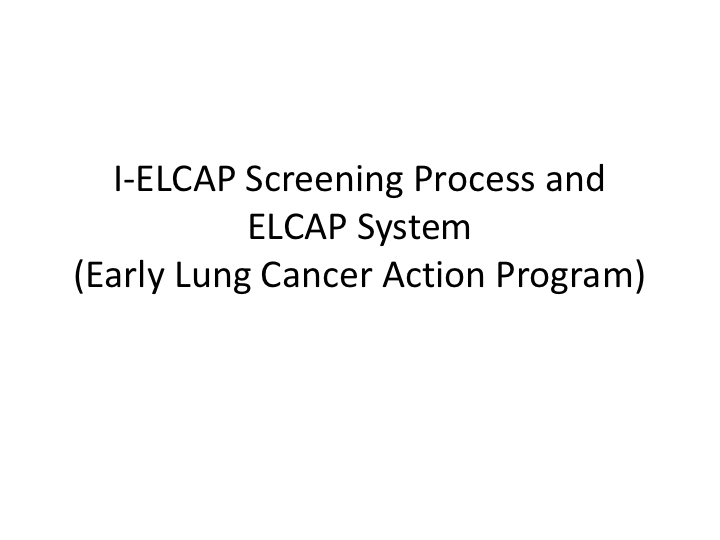 I-ELCAP Screening Process and
ELCAP System
(Early Lung Cancer Action Program)